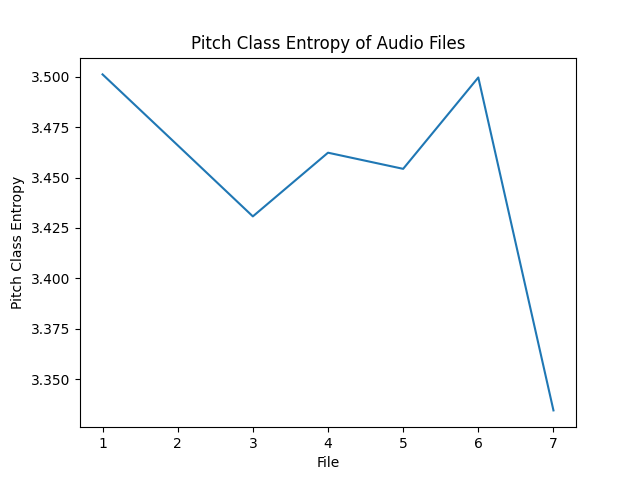 Pitch Class Entropy of Audio Files
Pitch Class Entropy
3.500
3.475
3.450
3.425
3.400
3.375
3.350
1 2 3 4 5 6 7
File